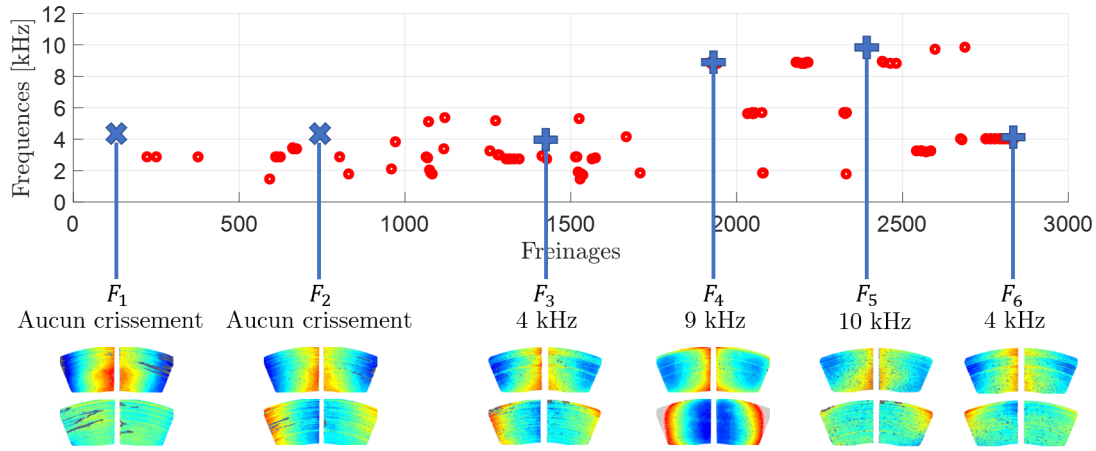 Frequences [kHz]
12
10
8
6
4
2
0
0 500 1000 1500 2000 2500 3000
Freinages
F1 F2 F3 F4 F5 F6
Aucun crissement Aucun crissement 4 kHz 9 kHz 10 kHz 4 kHz